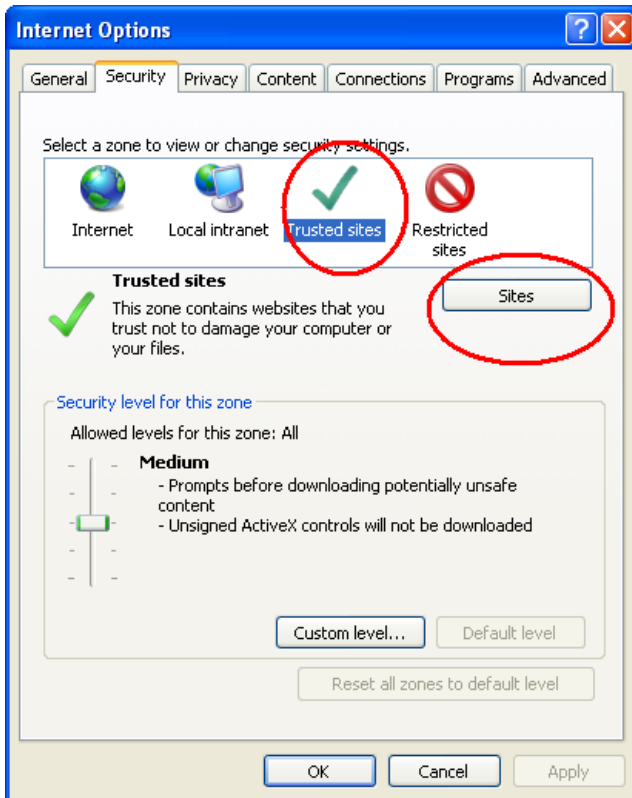 Internet Options
General Security Privacy Content Connections Programs Advanced
Select a zone to view or change security settings.
Internet Local intranet Trusted sites Restricted
sites
Trusted sites
Sites
This zone contains websites that you
trust not to damage your computer or
your files.
Security level for this zone
Allowed levels for this zone: All
Medium
- Prompts before downloading potentially unsafe
content
- Unsigned ActiveX controls will not be downloaded
Custom level... Default level
Reset all zones to default level
OK Cancel Apply